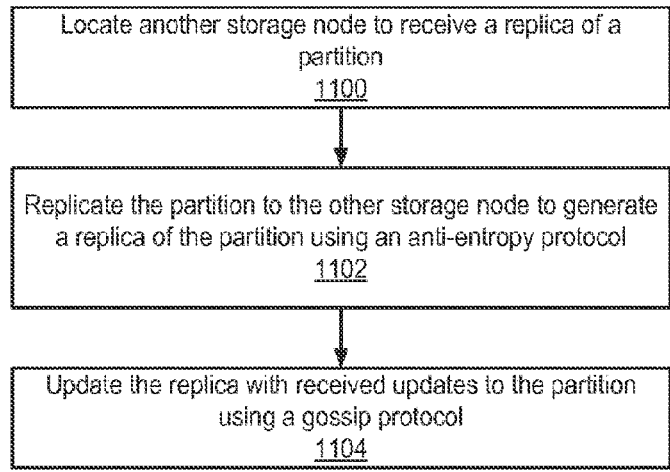 Locate another storage node to receive a replica of a
partition
1100
Replicate the partition to the other storage node to generate
a replica of the partition using an anti-entropy protocol
1102
Update the replica with received updates to the partition
using a gossip protocol
1104